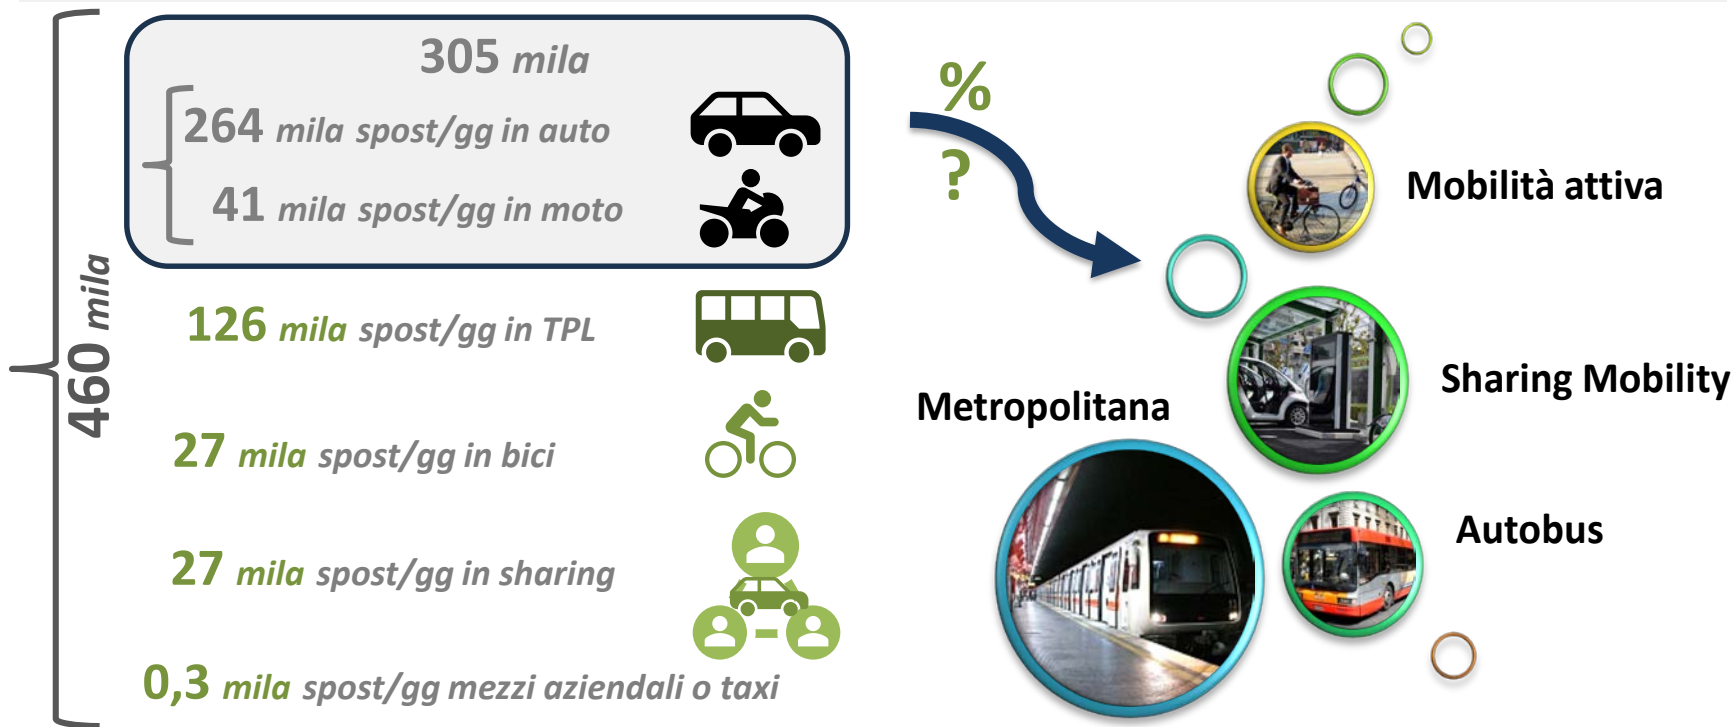 460 mila
305 mila
264 mila spost/gg in auto
41 mila spost/gg in moto
126 mila spost/gg in TPL
27 mila spost/gg in bici
27 mila spost/gg in sharing
0,3 mila spost/gg mezzi aziendali o taxi
%
?
Mobilità attiva
Sharing Mobility
Metropolitana
Autobus